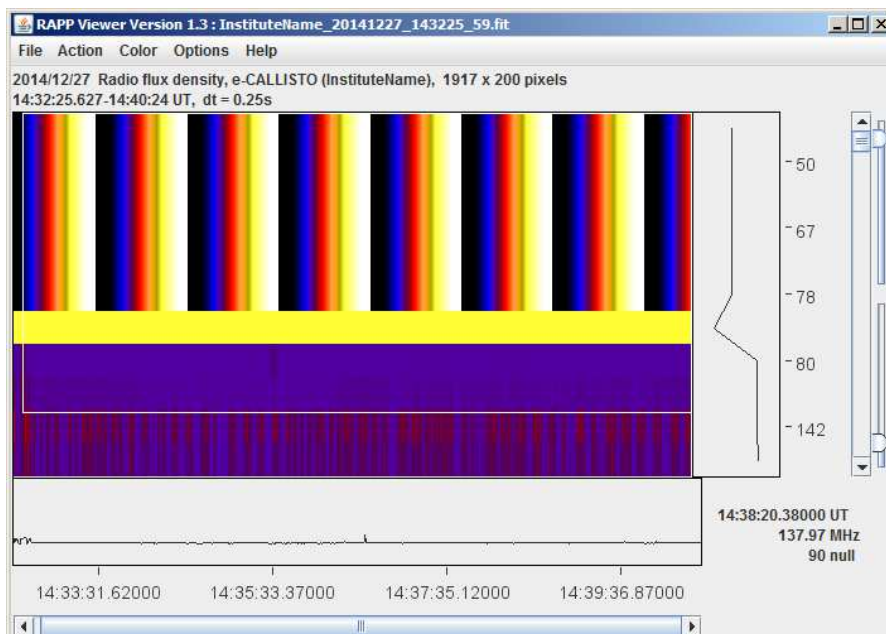 RAPP Viewer Version 1.3 : InstituteName_20141227_143225_59.fit
File Action Color Options Help
2014/12/27 Radio flux density, e-CALLISTO (InstituteName), 1917 x 200 pixels
14:32:25.627-14:40:24 UT, dt = 0.25s
50
67
78
80
142
14:38:20.38000 UT
137.97 MHz
90 null
14:33:31.62000 14:35:33.37000 14:37:35.12000 14:39:36.87000